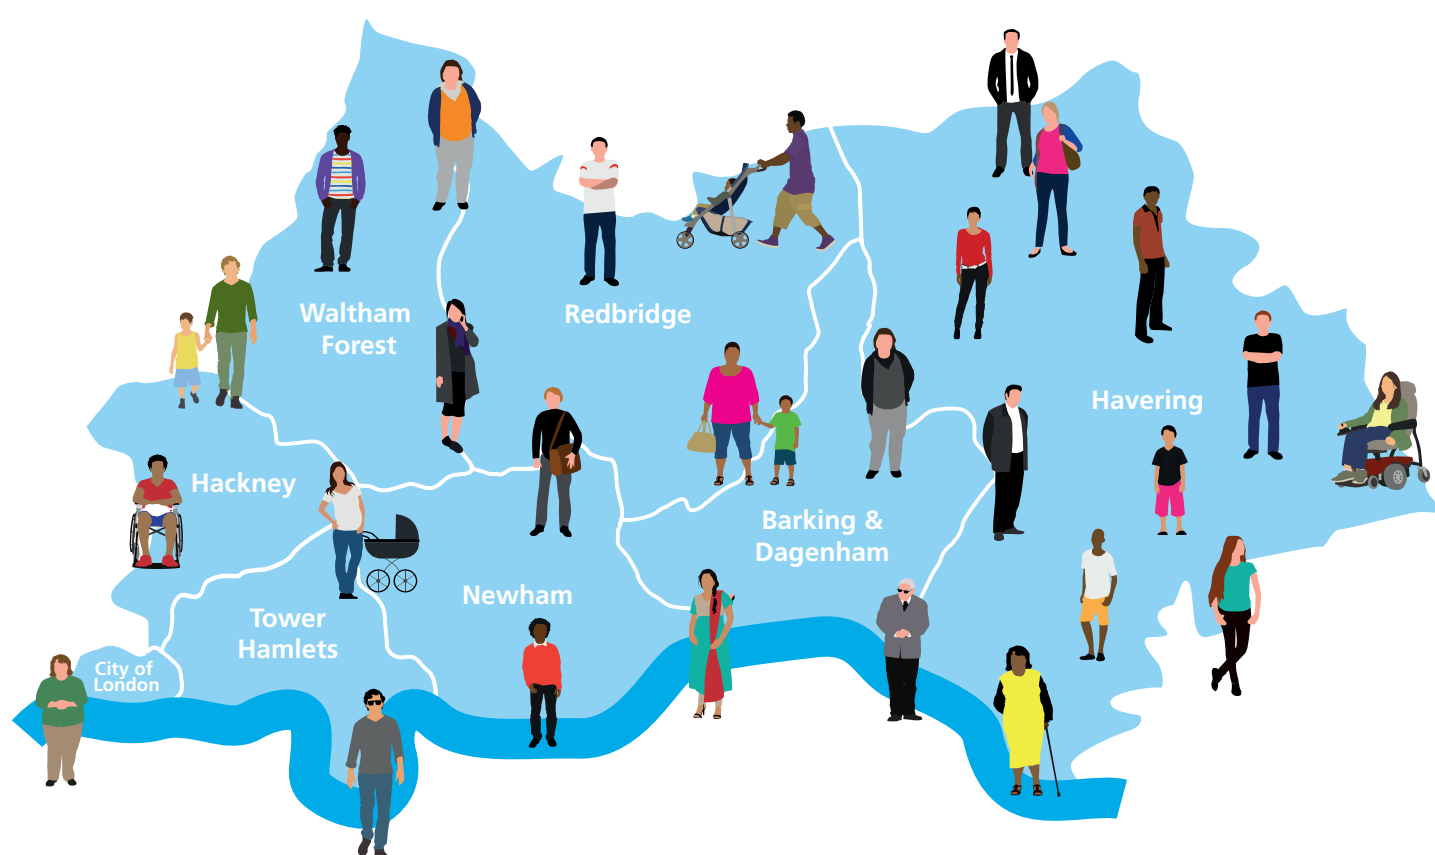 Waltham
Forest
Redbridge
Havering
Hackney
Barking &
Dagenham
Newham
Tower
Hamlets
City of
London